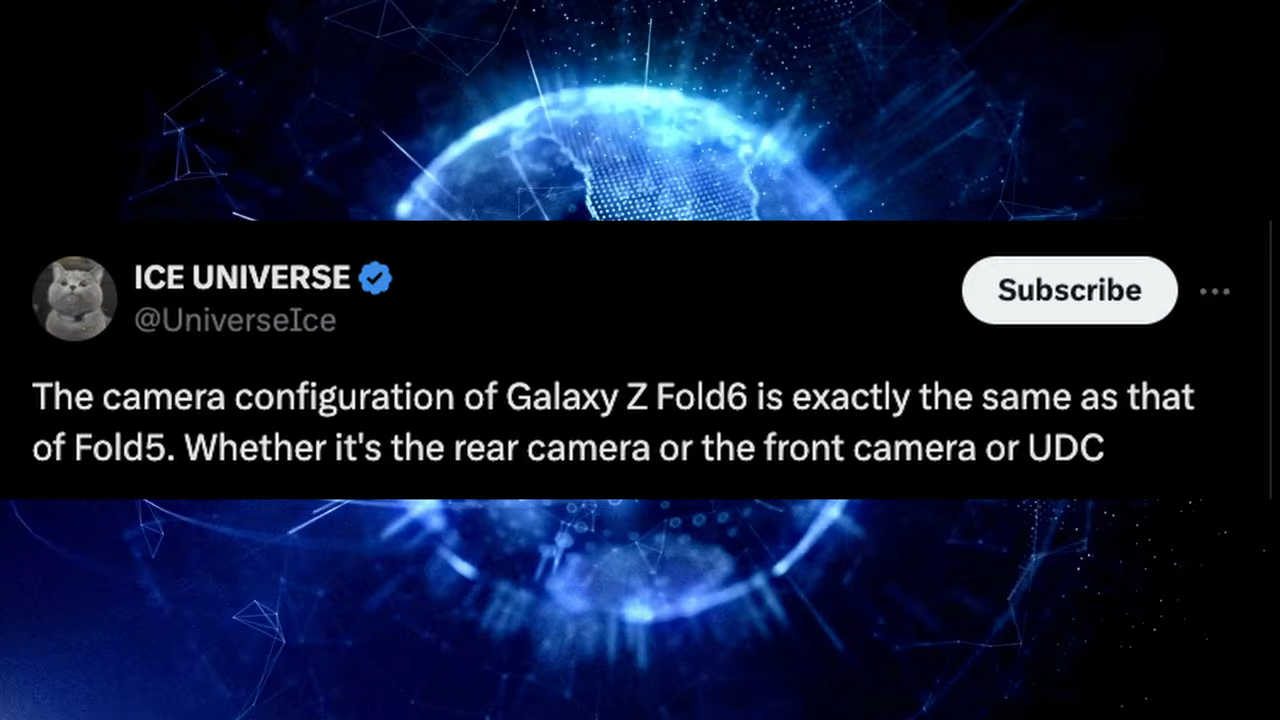 ICE UNIVERSE
@UniverseIce
Subscribe
The camera configuration of Galaxy Z Fold6 is exactly the same as that
of Fold5. Whether it's the rear camera or the front camera or UDC